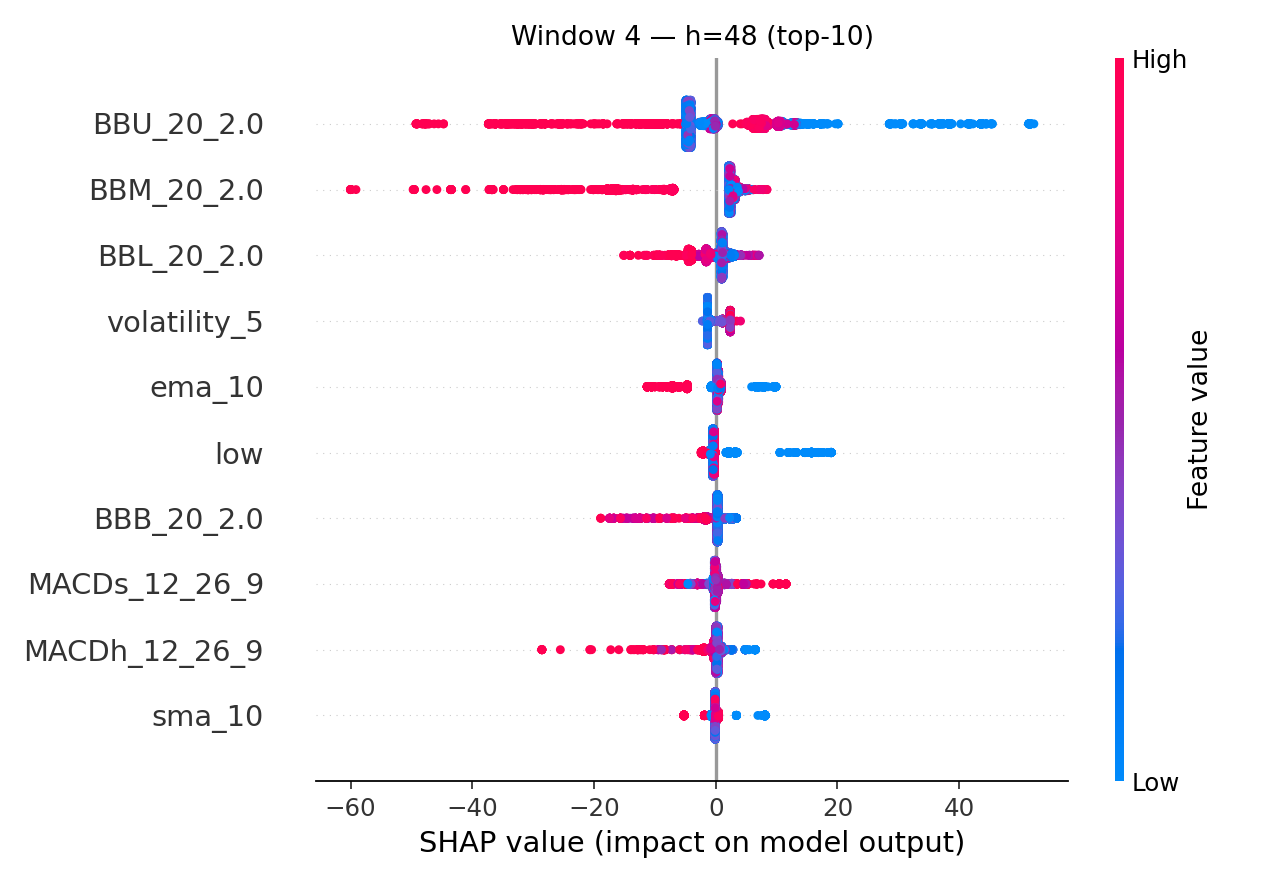 Window 4 — h=48 (top-10)
High
BBU_20_2.0
BBM_20_2.0
BBL_20_2.0
volatility_5
ema_10
low
BBB_20_2.0
MACDs_12_26_9
MACDh_12_26_9
sma_10
Feature value
Low
−60 −40 −20 0 20 40
SHAP value (impact on model output)